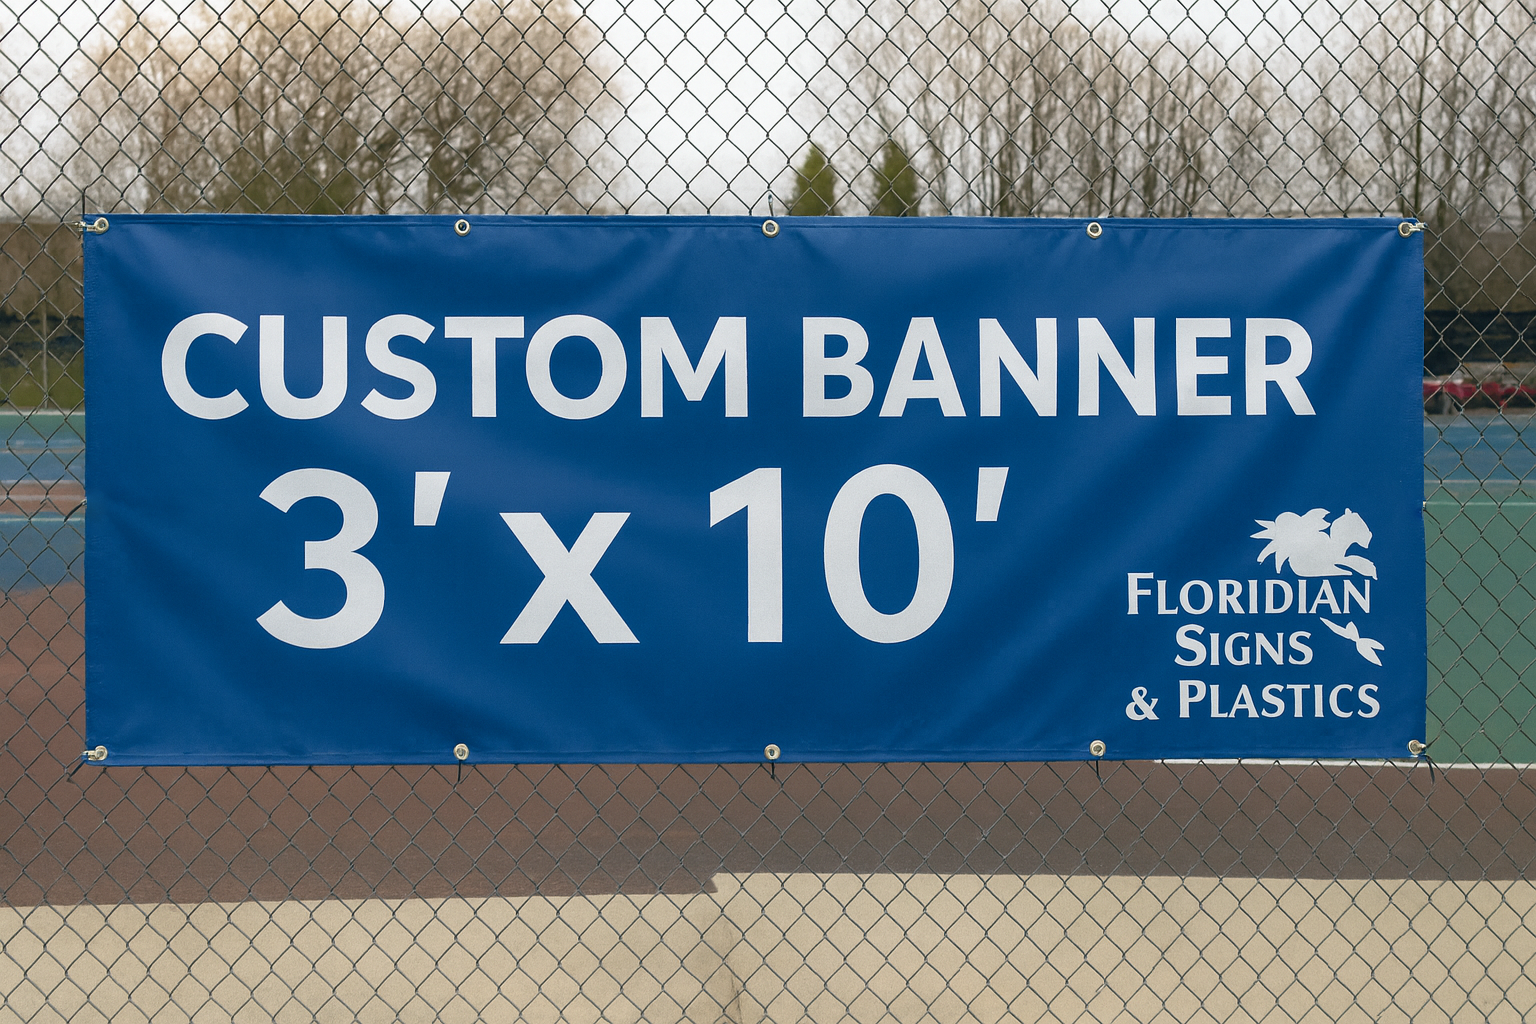 CUSTOM BANNER
3' x 10'
FLORIDIAN
SIGNS
& PLASTICS